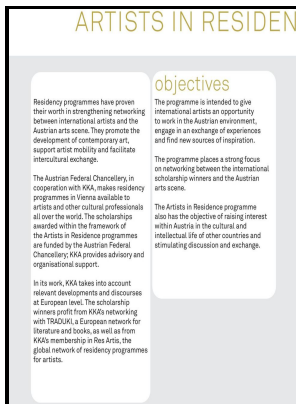 ARTISTS IN RESIDEN
Residency programmes have proven
their worth in strengthening networking
between international artists and the
Austrian arts scene. They promote the
development of contemporary art,
support artist mobility and facilitate
intercultural exchange.
The Austrian Federal Chancellery, in
cooperation with KKA, makes residency
programmes in Vienna available to
artists and other cultural professionals
all over the world. The scholarships
awarded within the framework of
the Artists in Residence programme
are funded by the Austrian Federal
Chancellery; KKA provides advisory and
organisational support.
In its work, KKA takes into account
relevant developments and discourses
at European level. The scholarship
winners profit from KKA's networking
with TRADUKI, a European network for
literature and books, as well as from
KKA's membership in Res Artis, the
global network of residency programmes
for artists.
objectives
The programme is intended to give
international artists an opportunity
to work in the Austrian environment,
engage in an exchange of experiences
and find new sources of inspiration.
The programme places a strong focus
on networking between the international
scholarship winners and the Austrian
arts scene.
The Artists in Residence programme
also has the objective of raising interest
within Austria in the cultural and
intellectual life of other countries and
stimulating discussion and exchange.